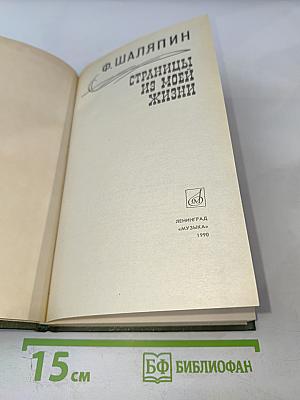 Ф. ШАЛЯПИН
СТРАНИЦЫ
ИЗ МОЕЙ
ЖИЗНИ
ЛЕНИНГРАД
«МУЗЫКА»
1990
15 см
БФ БИБЛИОФАН